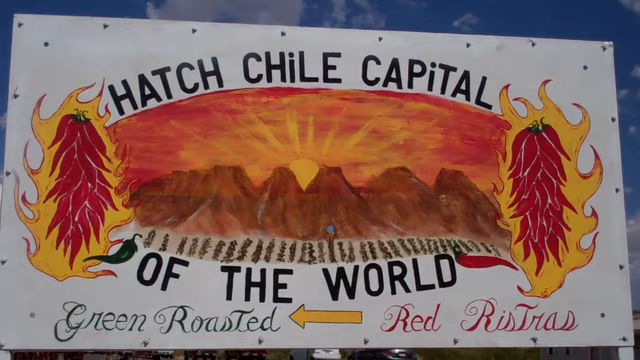 HATCH CHiLE CAPiTAL
OF THE WORLD
Green Roasted Red Ristras